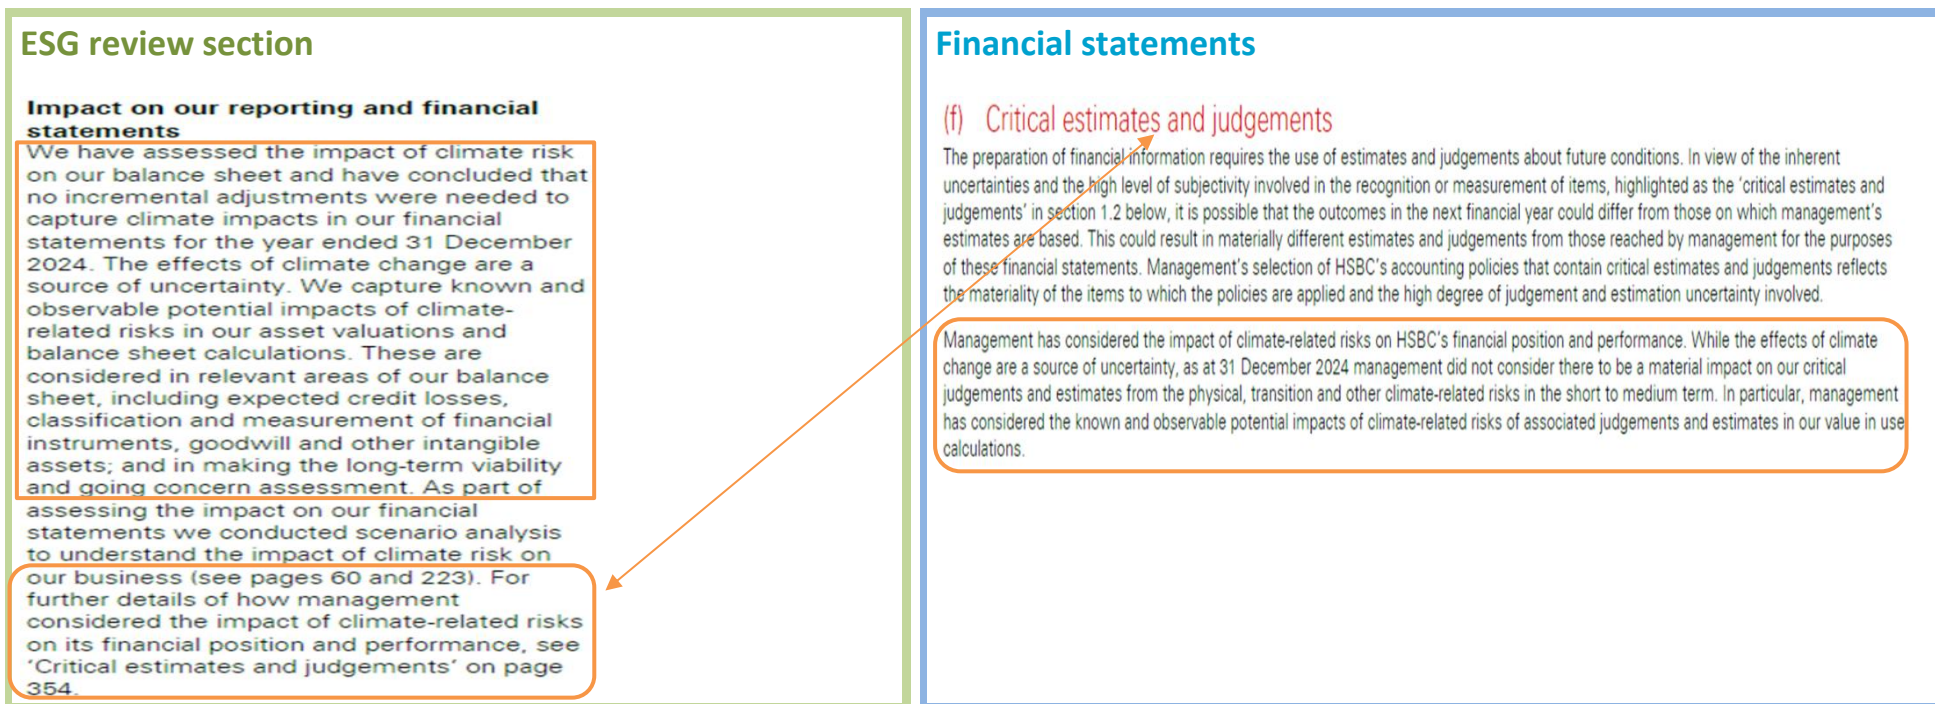 ESG review section
Impact on our reporting and financial
statements
We have assessed the impact of climate risk
on our balance sheet and have concluded that
no incremental adjustments were needed to
capture climate impacts in our financial
statements for the year ended 31 December
2024. The effects of climate change are a
source of uncertainty. We capture known and
observable potential impacts of climate-
related risks in our asset valuations and
balance sheet calculations. These are
considered in relevant areas of our balance
sheet, including expected credit losses,
classification and measurement of financial
instruments, goodwill and other intangible
assets; and in making the long-term viability
and going concern assessment. As part of
assessing the impact on our financial
statements we conducted scenario analysis
to understand the impact of climate risk on
our business (see pages 60 and 223). For
further details of how management
considered the impact of climate-related risks
on its financial position and performance, see
‘Critical estimates and judgements’ on page
354.
Financial statements
(f) Critical estimates and judgements
The preparation of financial information requires the use of estimates and judgements about future conditions. In view of the inherent
uncertainties and the high level of subjectivity involved in the recognition or measurement of items, highlighted as the ‘critical estimates and
judgements’ in section 1.2 below, it is possible that the outcomes in the next financial year could differ from those on which management’s
estimates are based. This could result in materially different estimates and judgements from those reached by management for the purposes
of these financial statements. Management’s selection of HSBC’s accounting policies that contain critical estimates and judgements reflects
the materiality of the items to which the policies are applied and the high degree of judgement and estimation uncertainty involved.
Management has considered the impact of climate-related risks on HSBC’s financial position and performance. While the effects of climate
change are a source of uncertainty, as at 31 December 2024 management did not consider there to be a material impact on our critical
judgements and estimates from the physical, transition and other climate-related risks in the short to medium term. In particular, management
has considered the known and observable potential impacts of climate-related risks of associated judgements and estimates in our value in use
calculations.